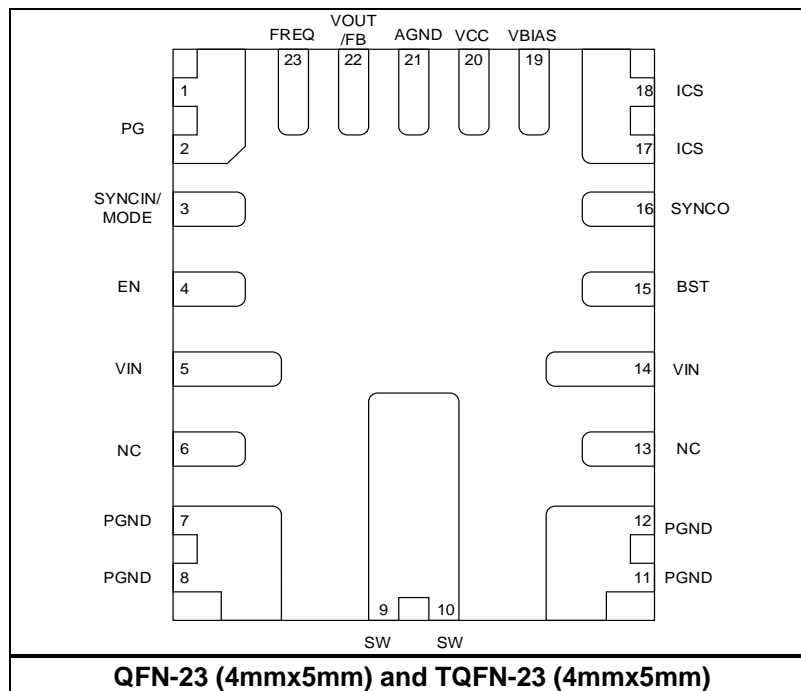 VOUT
FREQ /FB AGND VCC VBIAS
23 22 21 20 19
1 18 ICS
PG
2 17 ICS
SYNCIN/
MODE 3 16 SYNCO
EN 4 15 BST
VIN 5 14 VIN
NC 6 13 NC
PGND 7 12 PGND
PGND 8 11 PGND
9 10
SW SW
QFN-23 (4mmx5mm) and TQFN-23 (4mmx5mm)